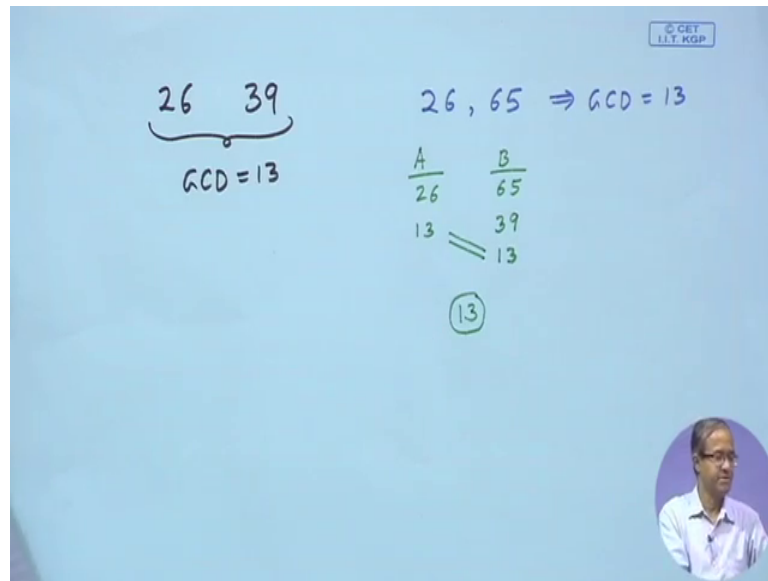 © CET
I.I.T. KGP
26 39
GCD = 13
26, 65 ⇒ GCD = 13
A B
26 65
13 39
13
13